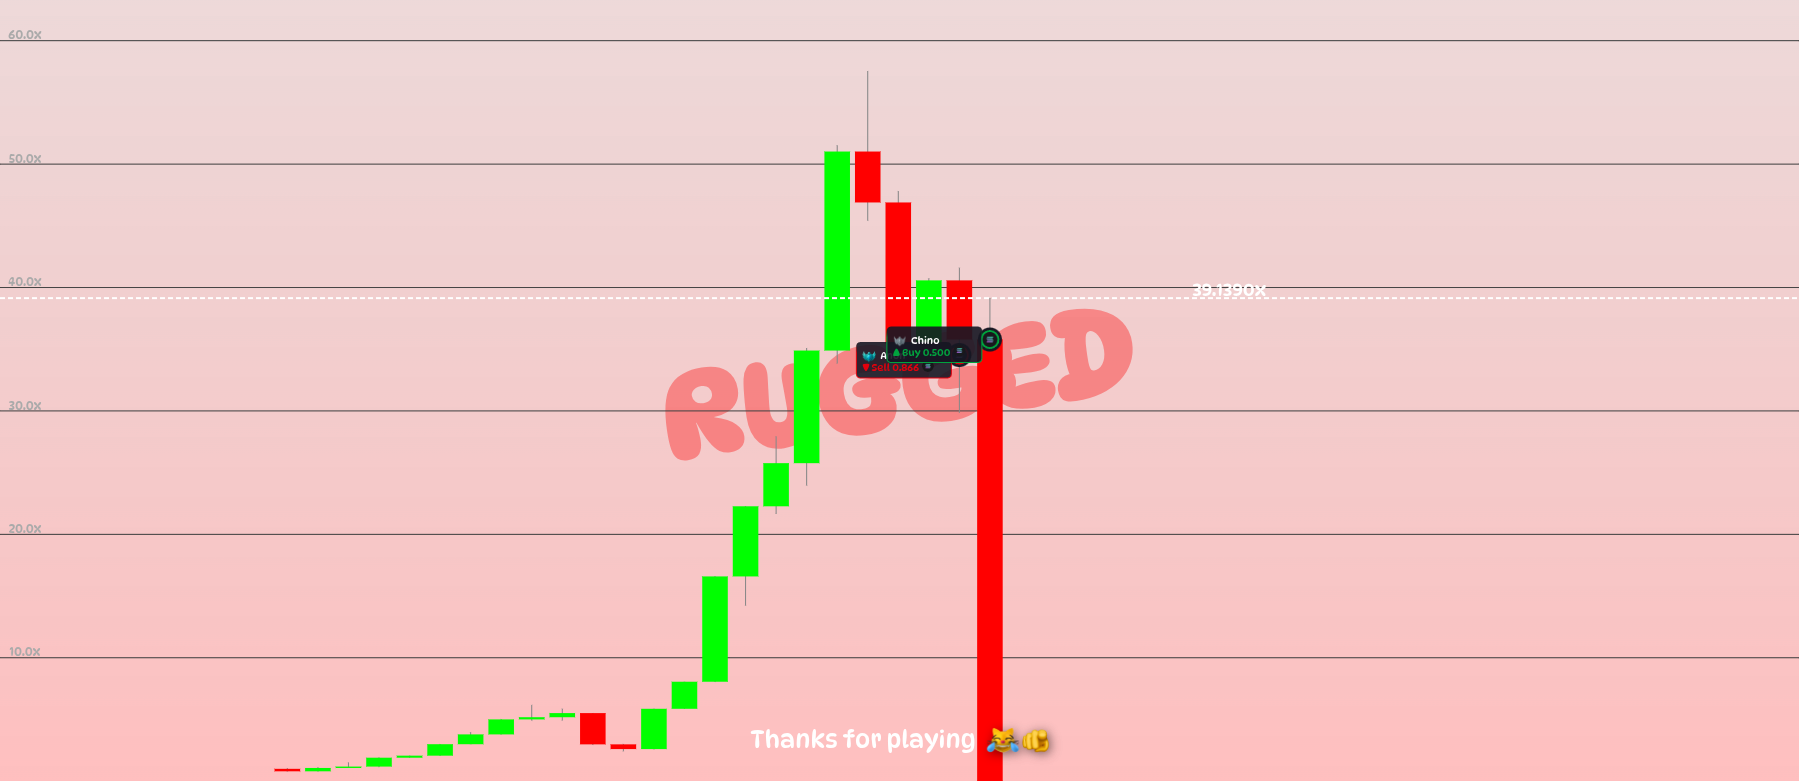 60.0x
50.0x
40.0x
39.1390x
30.0x
20.0x
10.0x
RUGGED
Chino
Buy 0.500
Sell 0.866
Thanks for playing 😹🫵